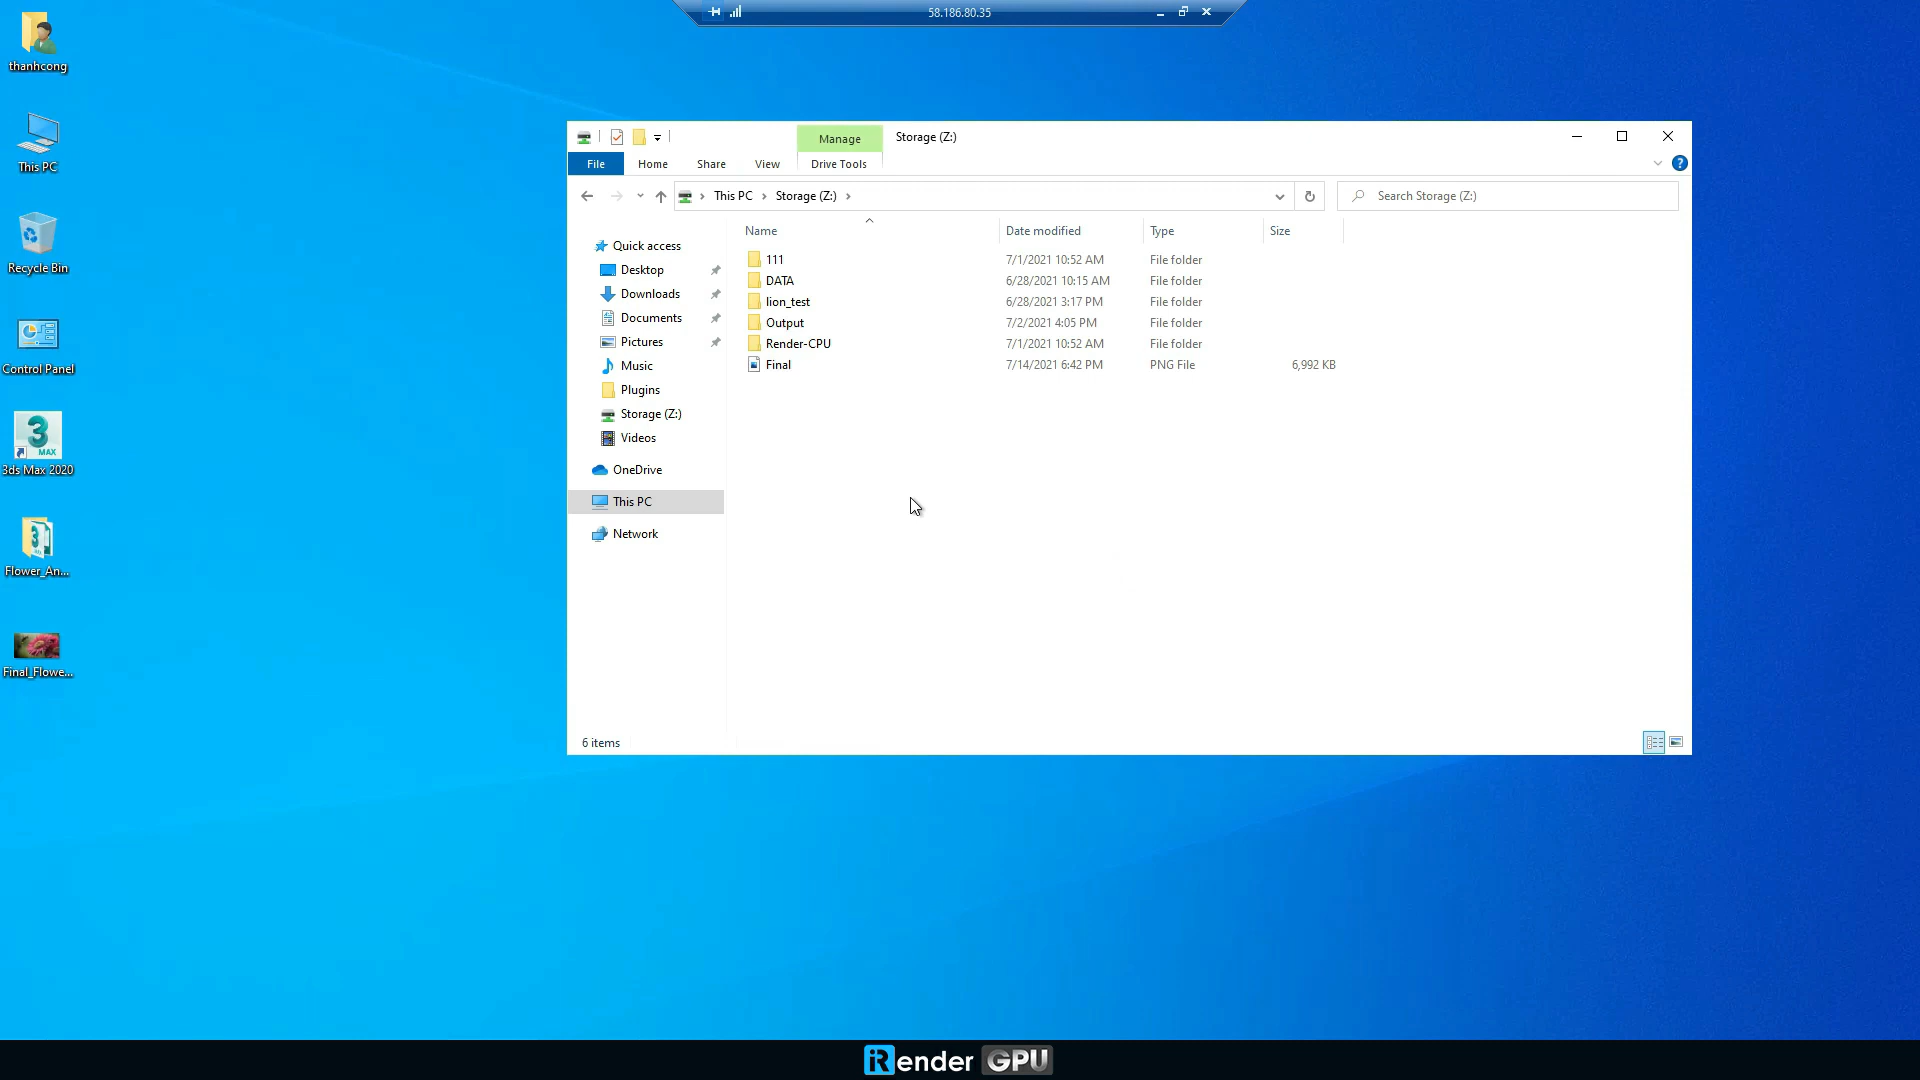 58.186.80.35
thanhcong
This PC
Recycle Bin
Control Panel
3ds Max 2020
Flower_An...
Final_Flowe...
Manage
Storage (Z:)
File
Home
Share
View
Drive Tools
This PC
Storage (Z:)
Search Storage (Z:)
Quick access
Desktop
Downloads
Documents
Pictures
Music
Plugins
Storage (Z:)
Videos
OneDrive
This PC
Network
Name Date modified Type Size
111 7/1/2021 10:52 AM File folder
DATA 6/28/2021 10:15 AM File folder
lion_test 6/28/2021 3:17 PM File folder
Output 7/2/2021 4:05 PM File folder
Render-CPU 7/1/2021 10:52 AM File folder
Final 7/14/2021 6:42 PM PNG File 6,992 KB
6 items
iRender GPU